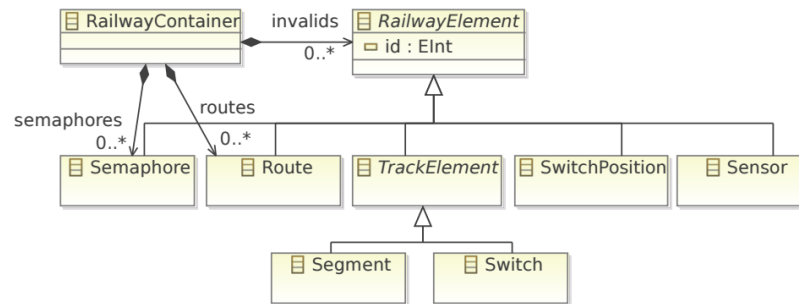 RailwayContainer
invalids
0..*
RailwayElement
id : EInt
semaphores
0..*
routes
0..*
Semaphore
Route
TrackElement
SwitchPosition
Sensor
Segment
Switch